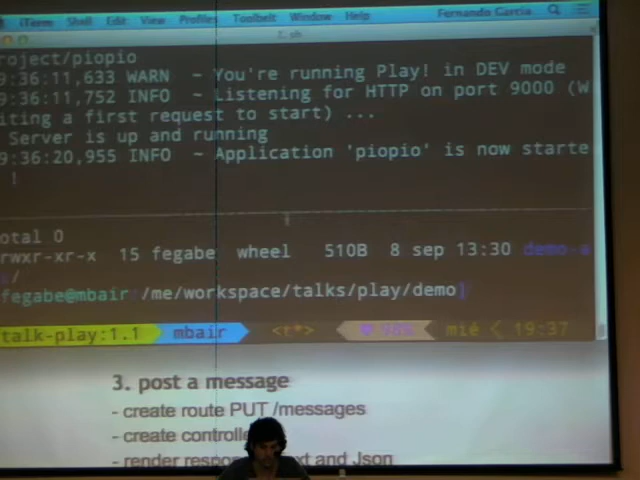 iTerm Shell Edit View Profiles Toolbelt Window Help Fernando Garcia
roject/piopio
9:36:11,633 WARN ~ You're running Play! in DEV mode
9:36:11,752 INFO ~ Listening for HTTP on port 9000 (W
iting a first request to start) ...
Server is up and running
9:36:20,955 INFO ~ Application 'piopio' is now starte
!
otal 0
rwxr-xr-x 15 fegabe wheel 510B 8 sep 13:30
/
fegabe@mbair:/me/workspace/talks/play/demo
talk-play:1.1 mbair <t*> 98% mié < 19:37
3. post a message
- create route PUT /messages
- create controlle
- render respon ext and Json